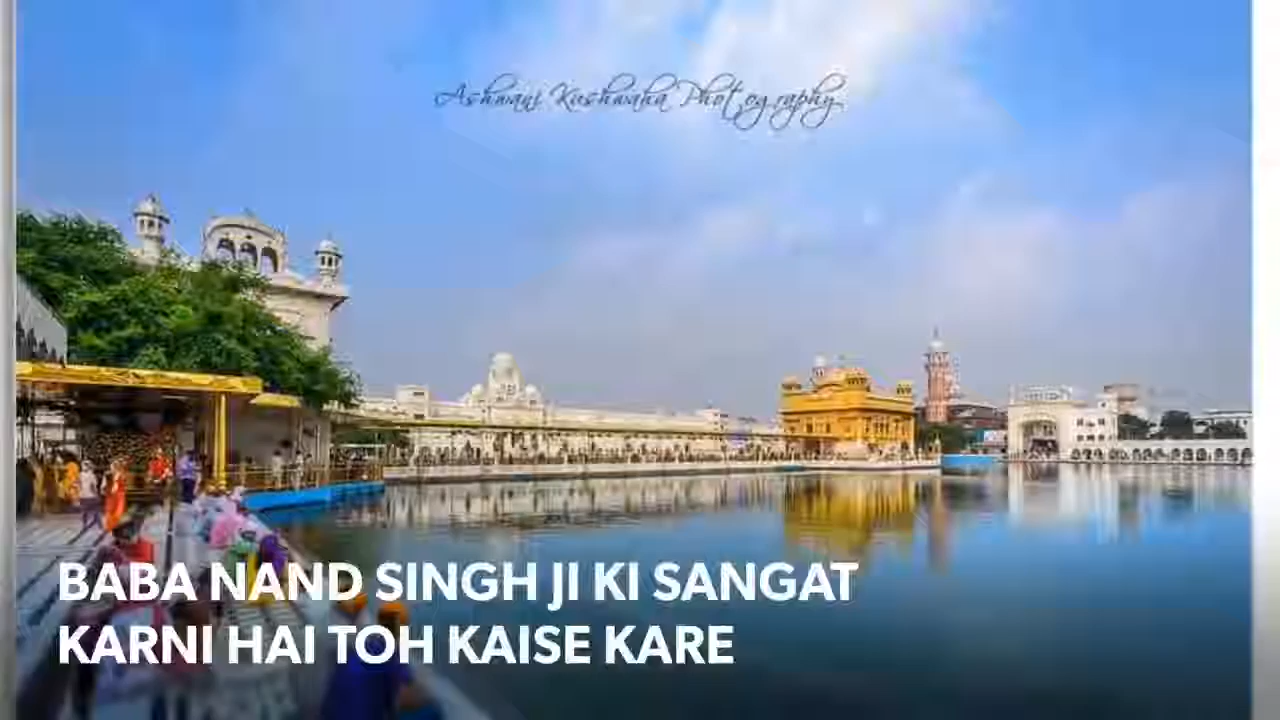 Ashwani Kushwaha Photography
BABA NAND SINGH JI KI SANGAT
KARNI HAI TOH KAISE KARE